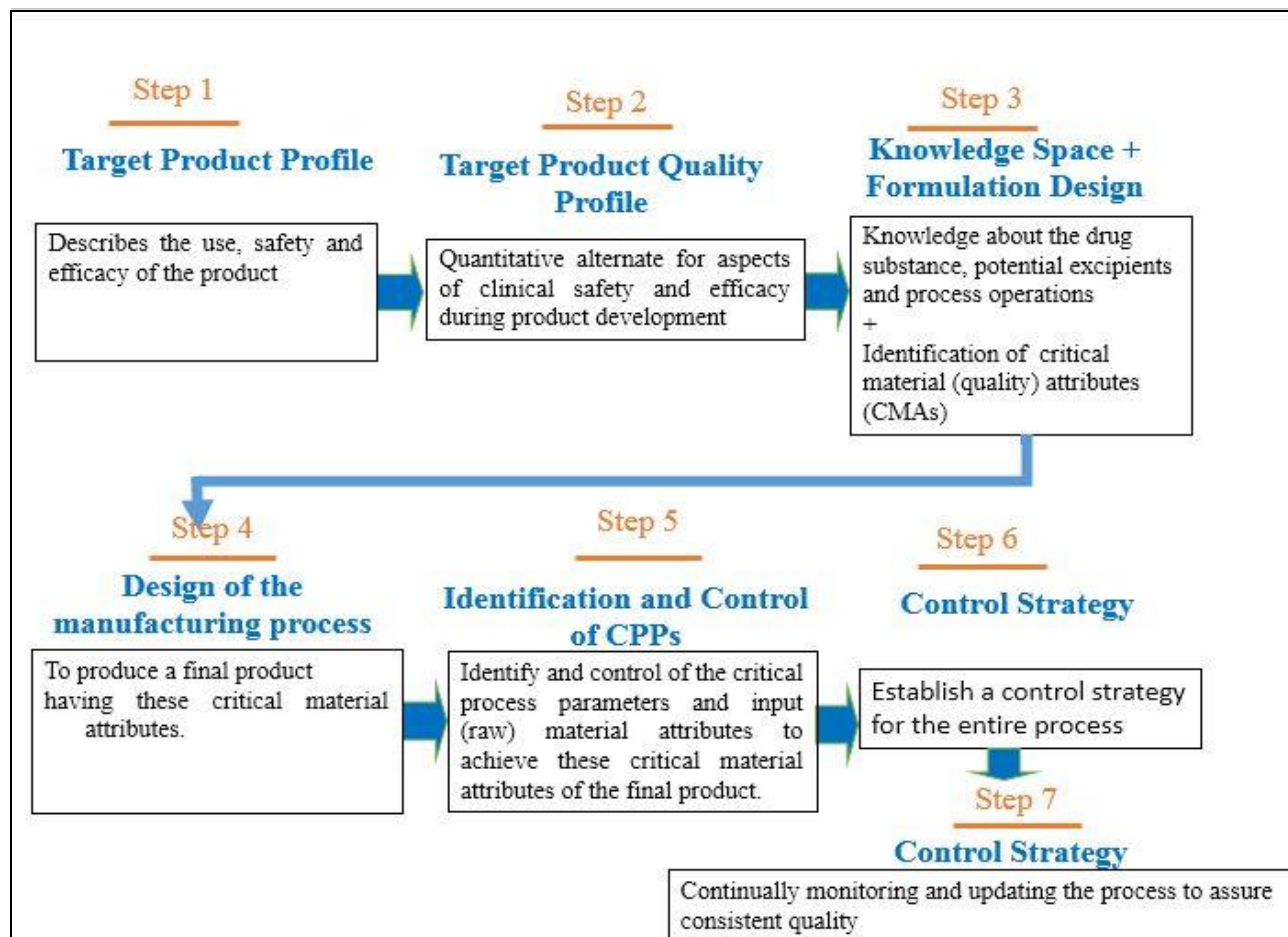 Step 1
Target Product Profile
Describes the use, safety and
efficacy of the product
Step 2
Target Product Quality
Profile
Quantitative alternate for aspects
of clinical safety and efficacy
during product development
Step 3
Knowledge Space +
Formulation Design
Knowledge about the drug
substance, potential excipients
and process operations
+
Identification of critical
material (quality) attributes
(CMAs)
Step 4
Design of the
manufacturing process
To produce a final product
having these critical material
attributes.
Step 5
Identification and Control
of CPPs
Identify and control of the critical
process parameters and input
(raw) material attributes to
achieve these critical material
attributes of the final product.
Step 6
Control Strategy
Establish a control strategy
for the entire process
Step 7
Control Strategy
Continually monitoring and updating the process to assure
consistent quality